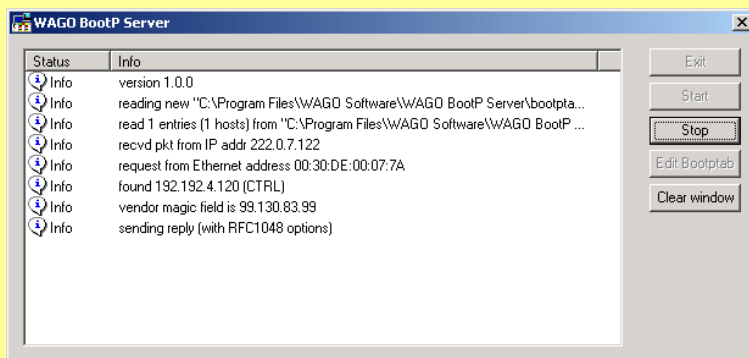 WAGO BootP Server
Status Info
Info version 1.0.0
Info reading new "C:\Program Files\WAGO Software\WAGO BootP Server\bootpta...
Info read 1 entries (1 hosts) from "C:\Program Files\WAGO Software\WAGO BootP ...
Info recvd pkt from IP addr 222.0.7.122
Info request from Ethernet address 00:30:DE:00:07:7A
Info found 192.192.4.120 (CTRL)
Info vendor magic field is 99.130.83.99
Info sending reply (with RFC1048 options)
Exit
Start
Stop
Edit Bootptab
Clear window